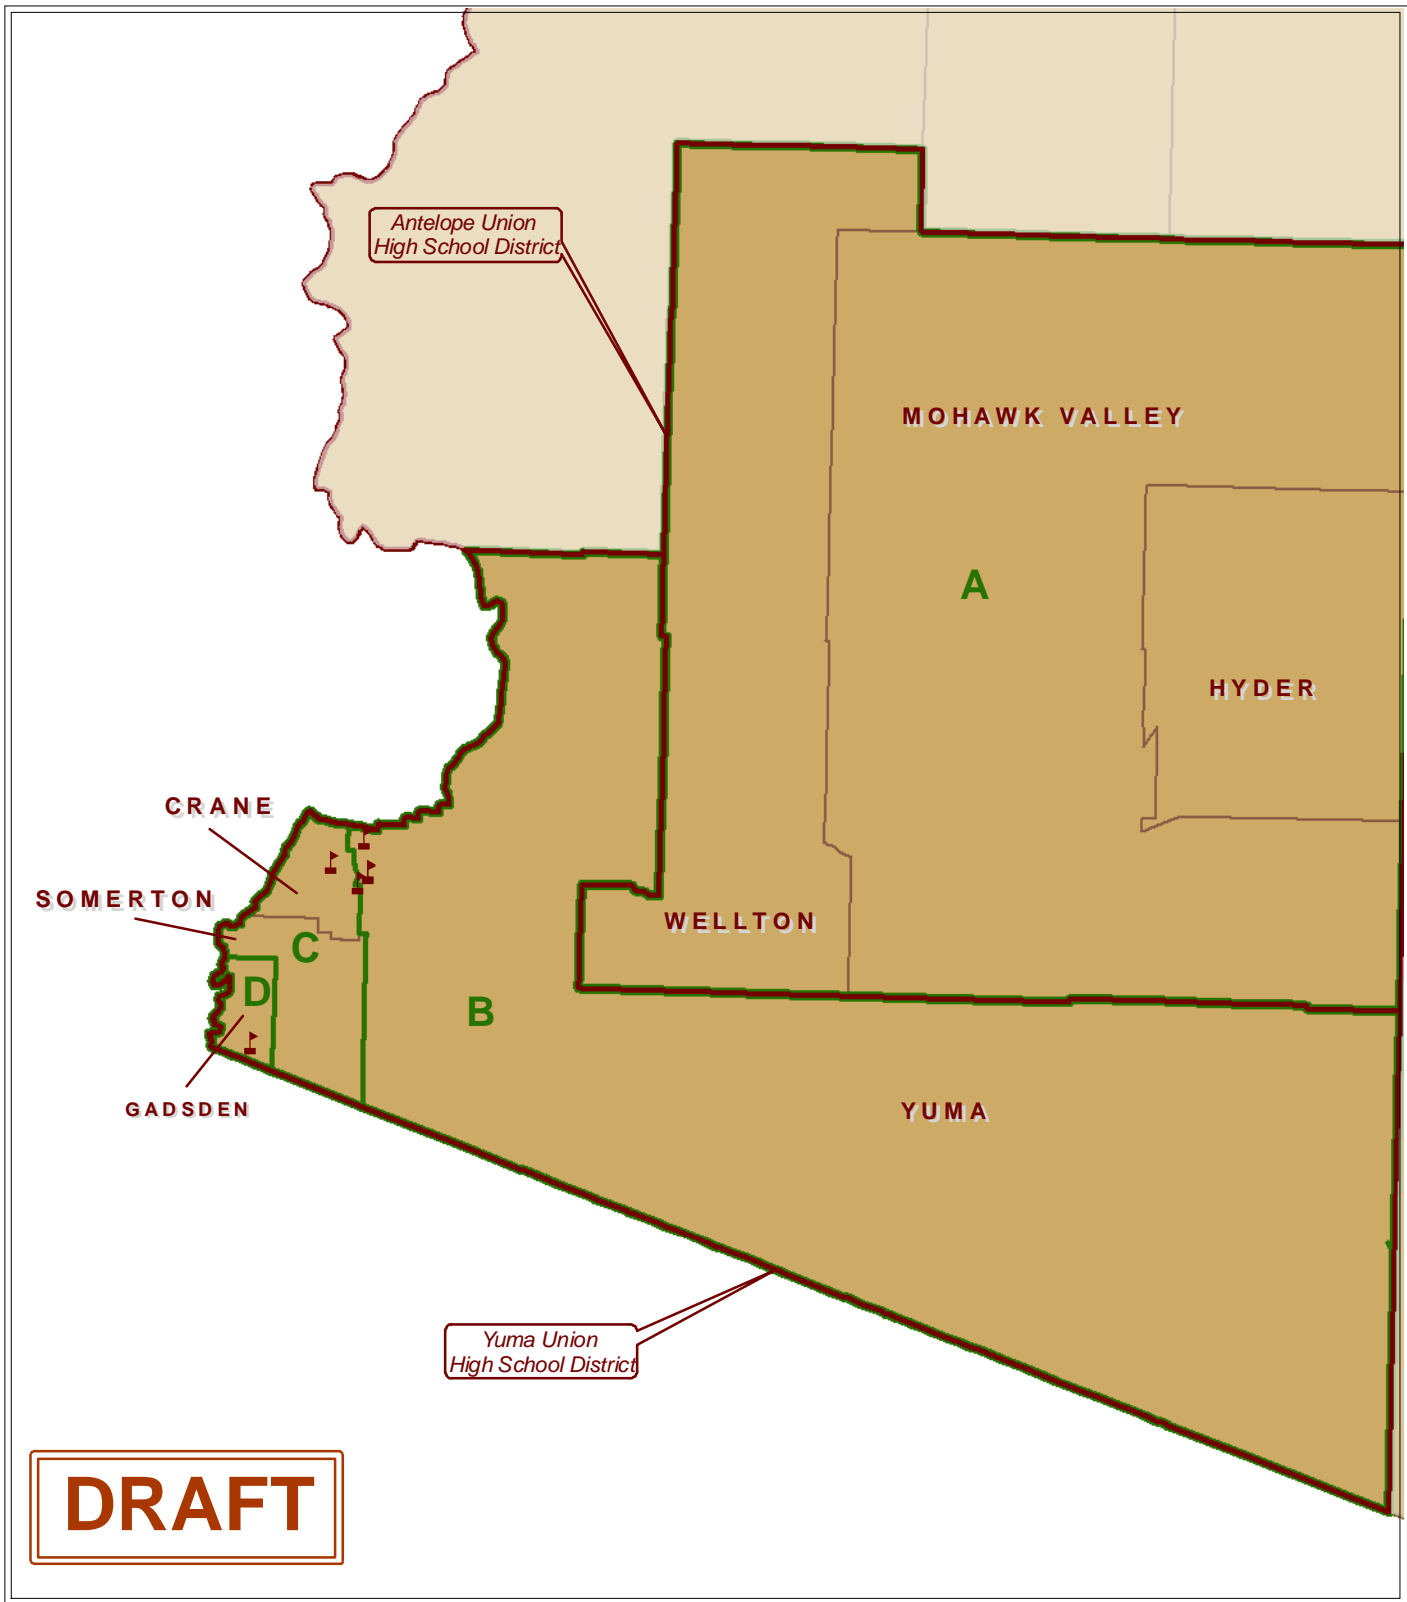 Antelope Union
High School District
MOHAWK VALLEY
A
HYDER
CRANE
SOMERTON
WELLTON
C
D
B
GADSDEN
YUMA
Yuma Union
High School District
DRAFT